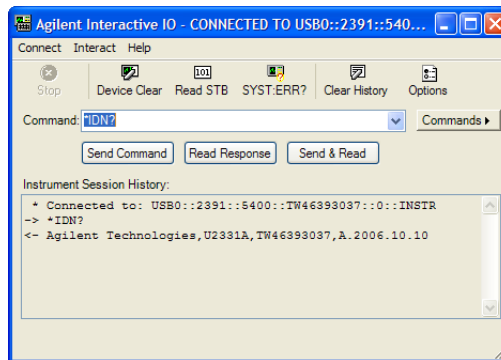 Agilent Interactive IO - CONNECTED TO USB0::2391::540...
Connect Interact Help
Stop Device Clear Read STB SYST:ERR? Clear History Options
Command: *IDN? Commands
Send Command Read Response Send & Read
Instrument Session History:
* Connected to: USB0::2391::5400::TW46393037::0::INSTR
-> *IDN?
<- Agilent Technologies,U2331A,TW46393037,A.2006.10.10